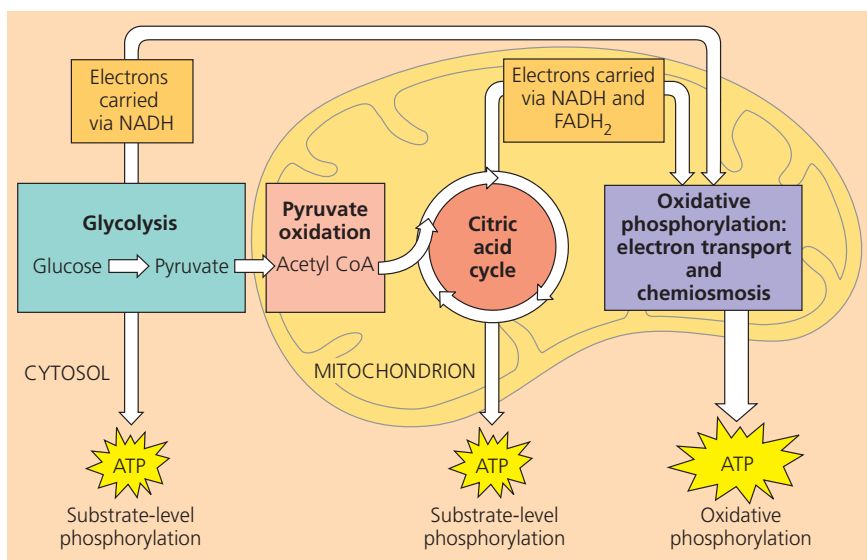 Electrons
carried
via NADH
Electrons carried
via NADH and
FADH₂
Glycolysis
Glucose
Pyruvate
Pyruvate
oxidation
Acetyl CoA
Citric
acid
cycle
Oxidative
phosphorylation:
electron transport
and
chemiosmosis
CYTOSOL
MITOCHONDRION
ATP
ATP
ATP
Substrate-level
phosphorylation
Substrate-level
phosphorylation
Oxidative
phosphorylation